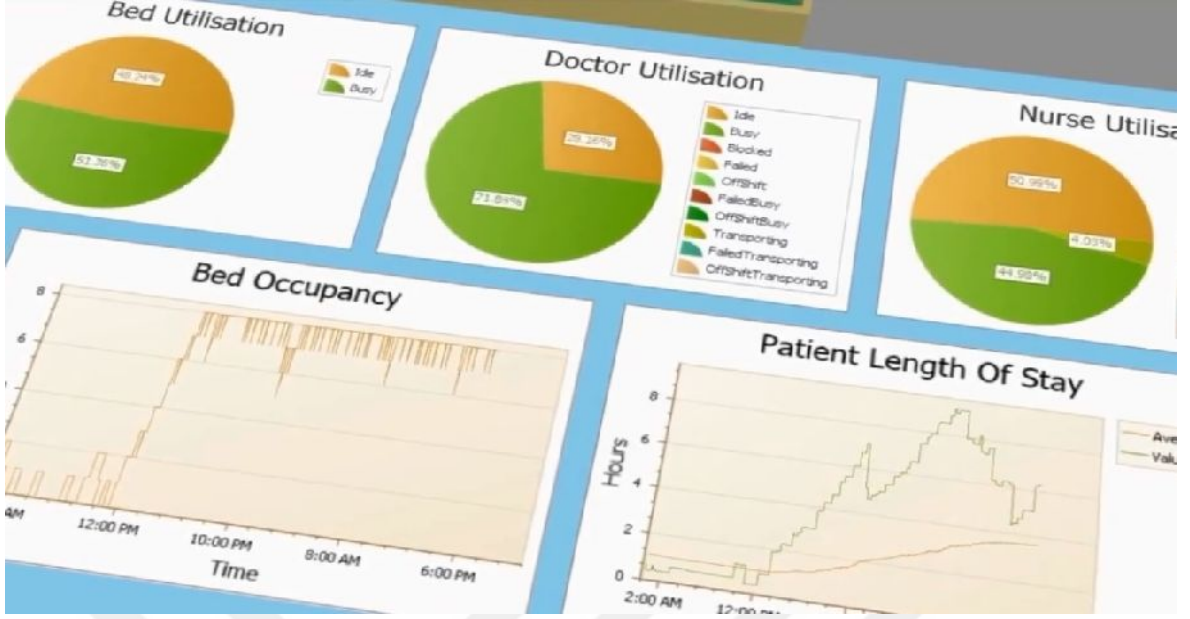 Bed Utilisation
48.24%
51.76%
Idle
Busy
Doctor Utilisation
28.16%
71.84%
Idle
Busy
Blocked
Failed
OffShift
FailedBusy
OffShiftBusy
Transporting
FailedTransporting
OffShiftTransporting
Nurse Utilisa
50.99%
4.03%
44.98%
Bed Occupancy
8
6
AM
12:00 PM
10:00 PM
8:00 AM
6:00 PM
Time
Patient Length Of Stay
Hours
8
6
4
2
0
2:00 AM
12:00 PM
Ave
Valu